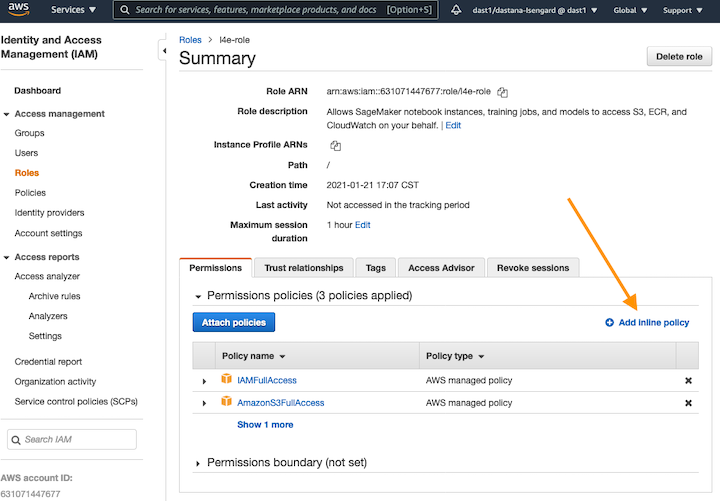 aws
Services
Search for services, features, marketplace products, and docs [Option+S]
dast1/dastana-Isengard @ dast1
Global
Support
Identity and Access
Management (IAM)
Dashboard
Access management
Groups
Users
Roles
Policies
Identity providers
Account settings
Access reports
Access analyzer
Archive rules
Analyzers
Settings
Credential report
Organization activity
Service control policies (SCPs)
Search IAM
AWS account ID:
631071447677
Roles > l4e-role
Summary
Delete role
Role ARN arn:aws:iam::631071447677:role/l4e-role
Role description Allows SageMaker notebook instances, training jobs, and models to access S3, ECR, and
CloudWatch on your behalf. | Edit
Instance Profile ARNs
Path /
Creation time 2021-01-21 17:07 CST
Last activity Not accessed in the tracking period
Maximum session 1 hour Edit
duration
Permissions Trust relationships Tags Access Advisor Revoke sessions
Permissions policies (3 policies applied)
Attach policies
Add inline policy
Policy name Policy type
IAMFullAccess AWS managed policy
AmazonS3FullAccess AWS managed policy
Show 1 more
Permissions boundary (not set)